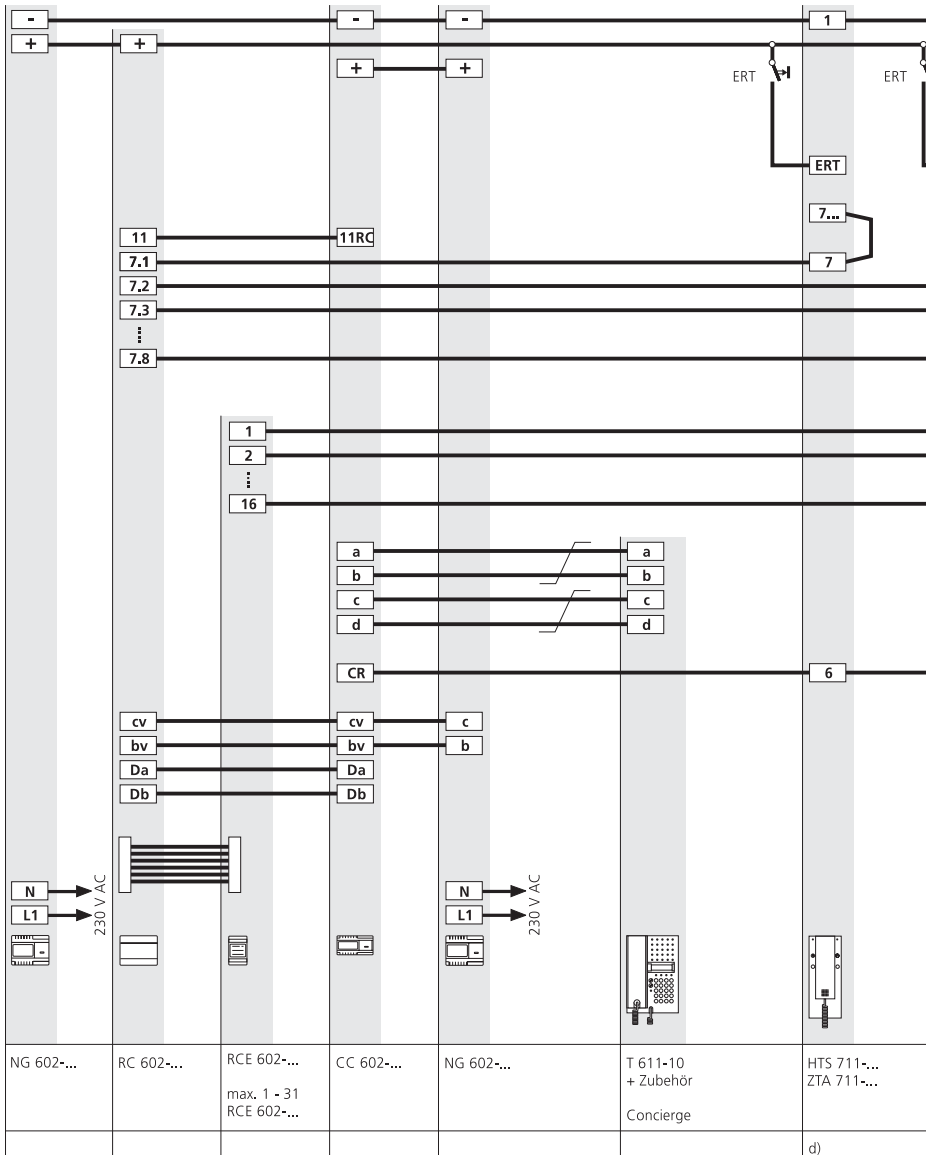 - - - 1
+ +
+ +
ERT ERT
ERT
7...
11 11RC
7.1 7
7.2
7.3
7.8
1
2
16
a a
b b
c c
d d
CR 6
cv cv c
bv bv b
Da Da
Db Db
N N
L1 L1
230 V AC 230 V AC
NG 602-... RC 602-... RCE 602-... CC 602-... NG 602-... T 611-10 HTS 711-...
+ Zubehör ZTA 711-...
max. 1 - 31
RCE 602-... Concierge
d)